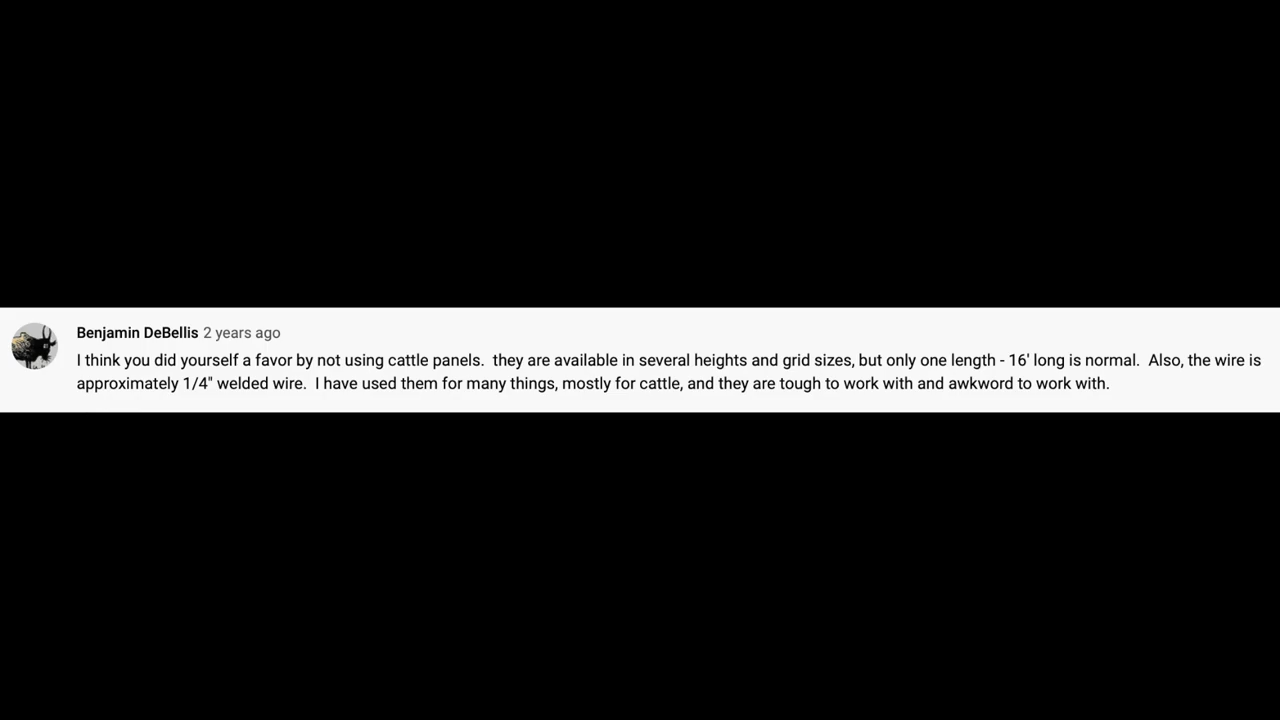 Benjamin DeBellis 2 years ago
I think you did yourself a favor by not using cattle panels.  they are available in several heights and grid sizes, but only one length - 16' long is normal.  Also, the wire is
approximately 1/4" welded wire.  I have used them for many things, mostly for cattle, and they are tough to work with and awkword to work with.